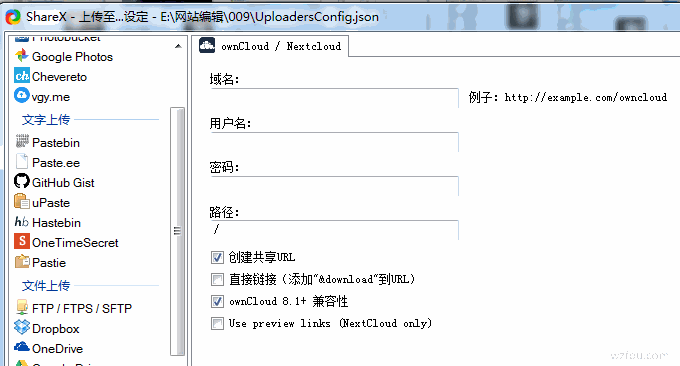 ShareX - 上传至...设定 - E:\网站编辑\009\UploadersConfig.json
Photobucket
Google Photos
Chevereto
vgy.me
文字上传
Pastebin
Paste.ee
GitHub Gist
uPaste
Hastebin
OneTimeSecret
Pastie
文件上传
FTP / FTPS / SFTP
Dropbox
OneDrive
Google Drive
ownCloud / Nextcloud
域名:
例子: http://example.com/owncloud
用户名:
密码:
路径:
/
创建共享URL
直接链接 (添加"&download"到URL)
ownCloud 8.1+ 兼容性
Use preview links (NextCloud only)
wzfou.com